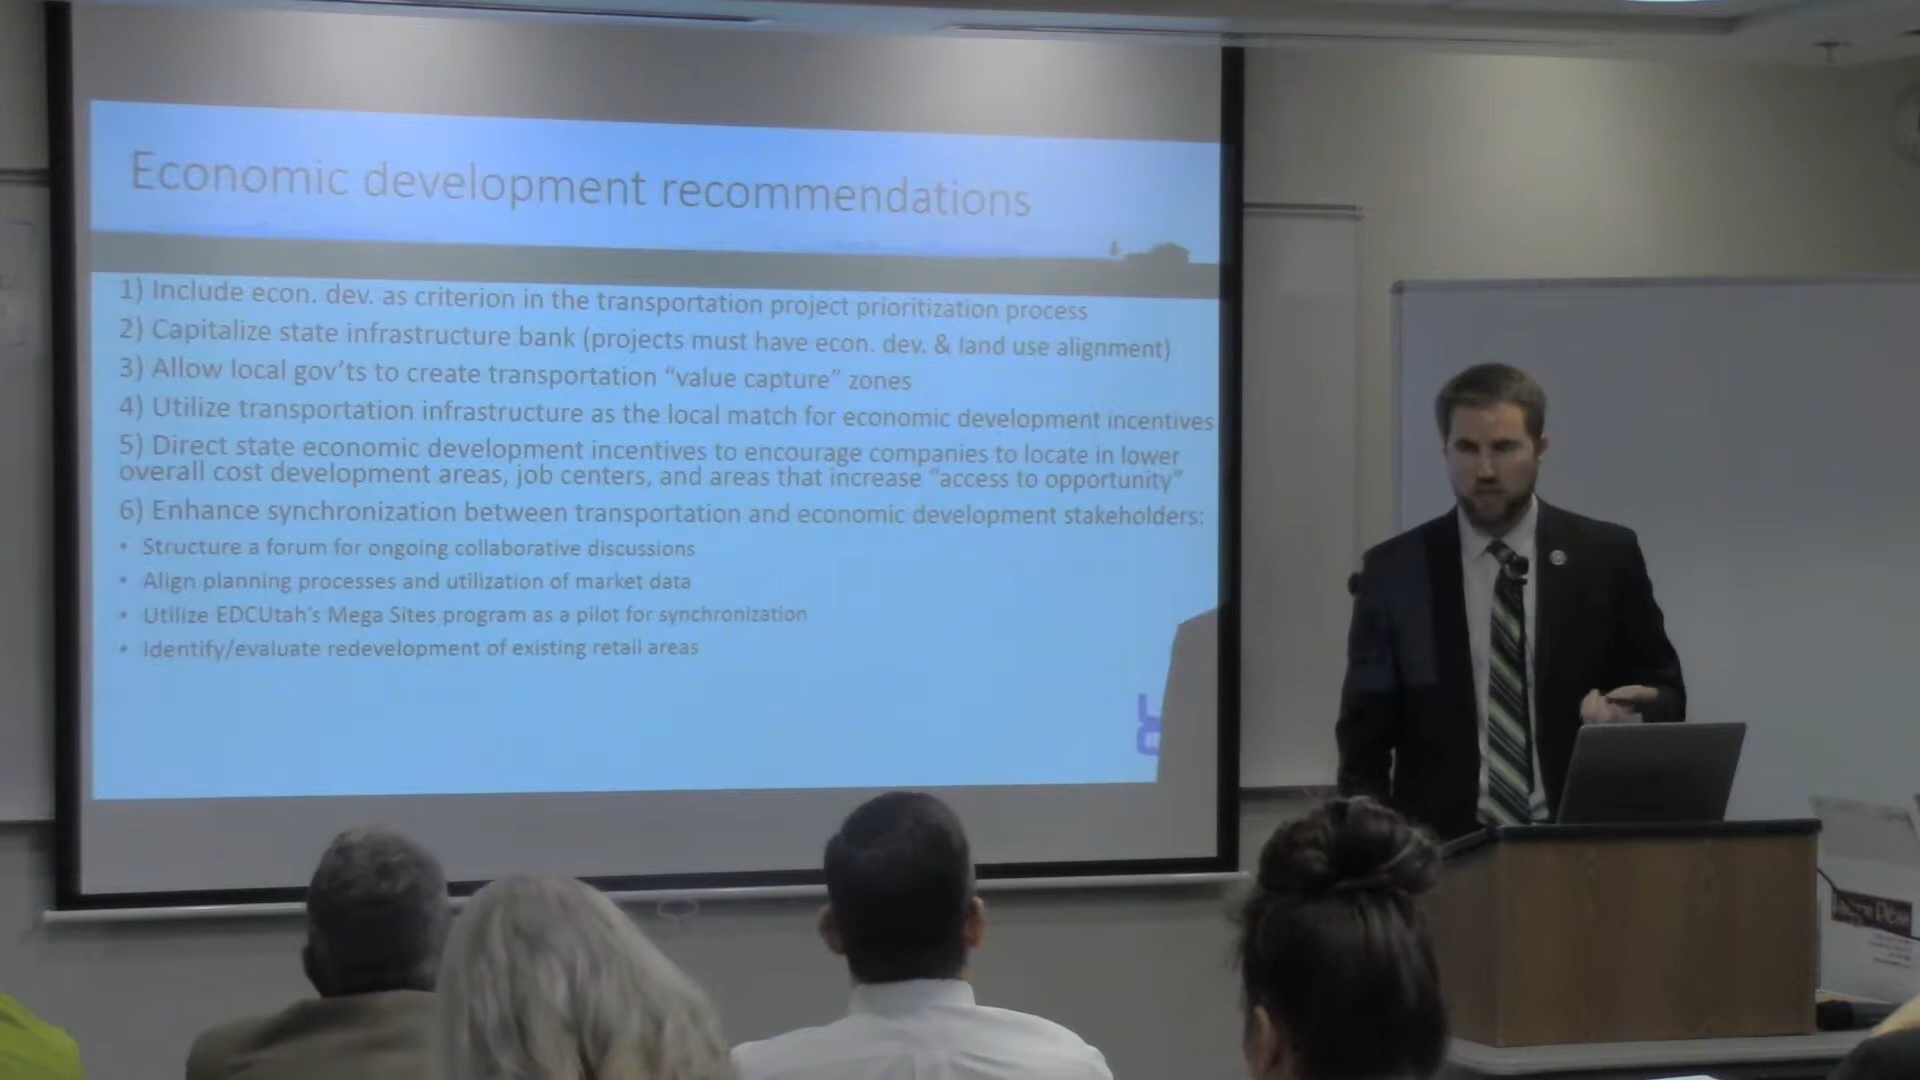 Economic development recommendations
1) Include econ. dev. as criterion in the transportation project prioritization process
2) Capitalize state infrastructure bank (projects must have econ. dev. & land use alignment)
3) Allow local gov'ts to create transportation "value capture" zones
4) Utilize transportation infrastructure as the local match for economic development incentives
5) Direct state economic development incentives to encourage companies to locate in lower
overall cost development areas, job centers, and areas that increase "access to opportunity"
6) Enhance synchronization between transportation and economic development stakeholders:
• Structure a forum for ongoing collaborative discussions
• Align planning processes and utilization of market data
• Utilize EDCUtah's Mega Sites program as a pilot for synchronization
• Identify/evaluate redevelopment of existing retail areas